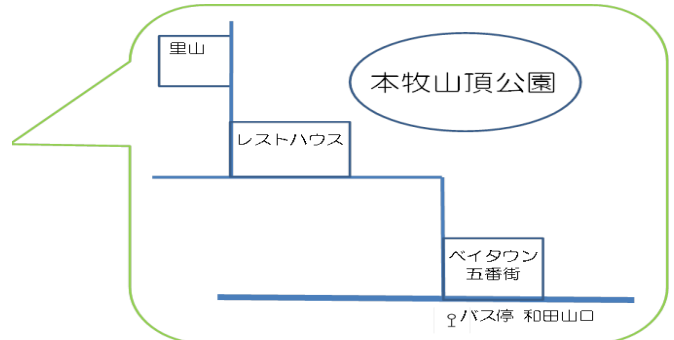 里山
本牧山頂公園
レストハウス
ベイタウン
五番街
バス停 和田山口